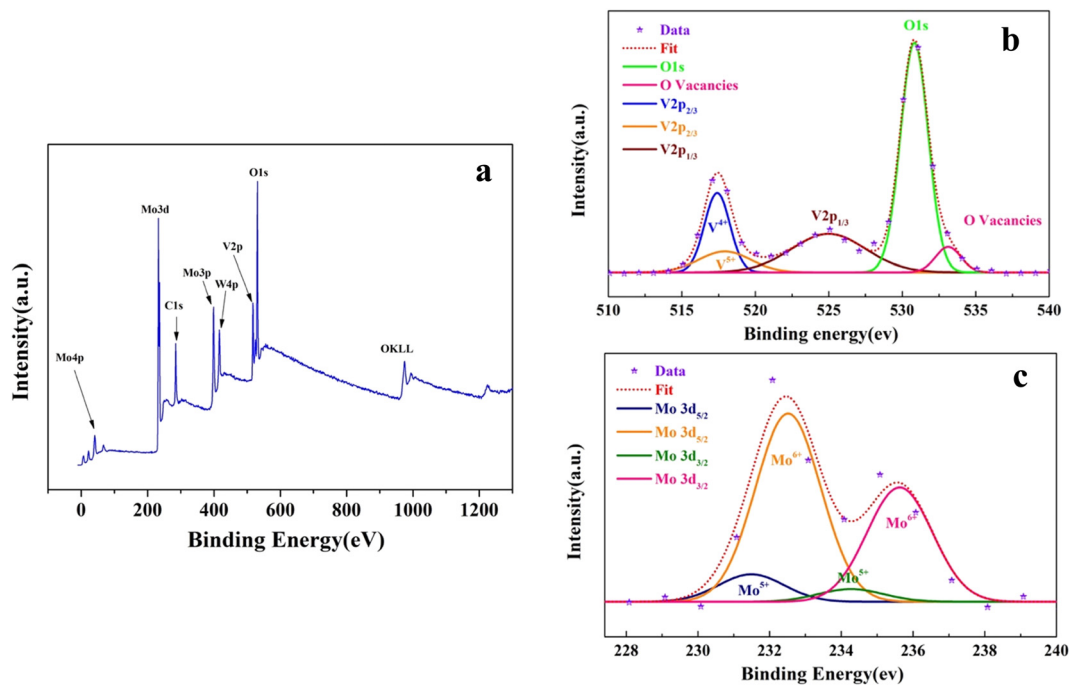 a
Intensity(a.u.)
Mo4p
Mo3d
C1s
Mo3p
W4p
V2p
O1s
OKLL
0 200 400 600 800 1000 1200
Binding Energy(eV)
b
Intensity(a.u.)
Data
Fit
O1s
O Vacancies
V2p2/3
V2p2/3
V2p1/3
O1s
V4+
V5+
V2p1/3
O Vacancies
510 515 520 525 530 535 540
Binding energy(ev)
c
Intensity(a.u.)
Data
Fit
Mo 3d5/2
Mo 3d5/2
Mo 3d3/2
Mo 3d3/2
Mo6+
Mo6+
Mo5+
Mo5+
228 230 232 234 236 238 240
Binding Energy(ev)